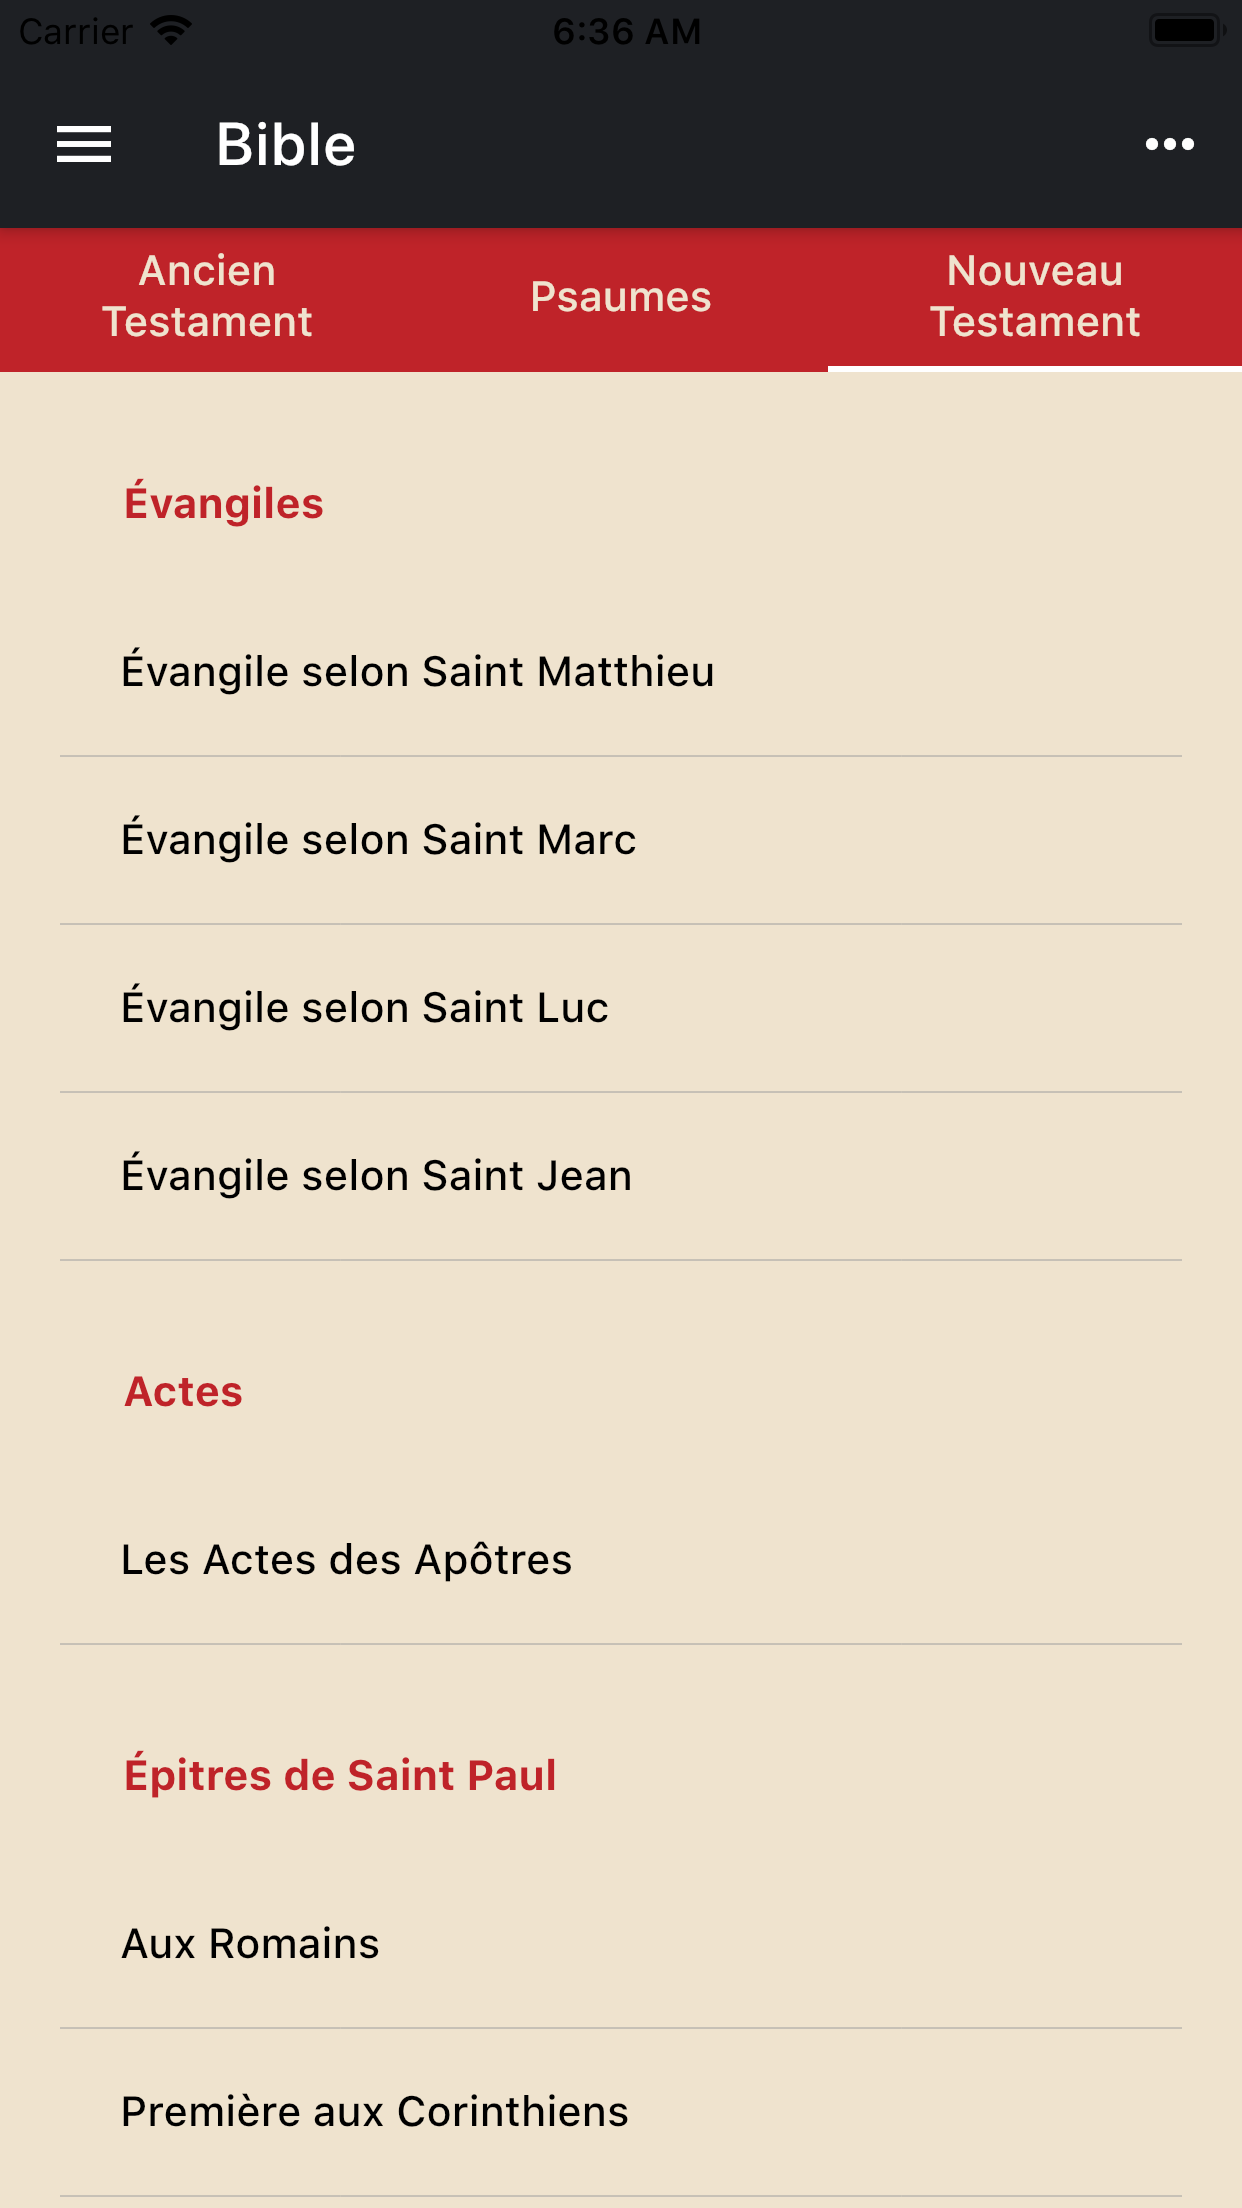 Carrier 6:36 AM
Bible
Ancien
Testament
Psaumes
Nouveau
Testament
Évangiles
Évangile selon Saint Matthieu
Évangile selon Saint Marc
Évangile selon Saint Luc
Évangile selon Saint Jean
Actes
Les Actes des Apôtres
Épitres de Saint Paul
Aux Romains
Première aux Corinthiens